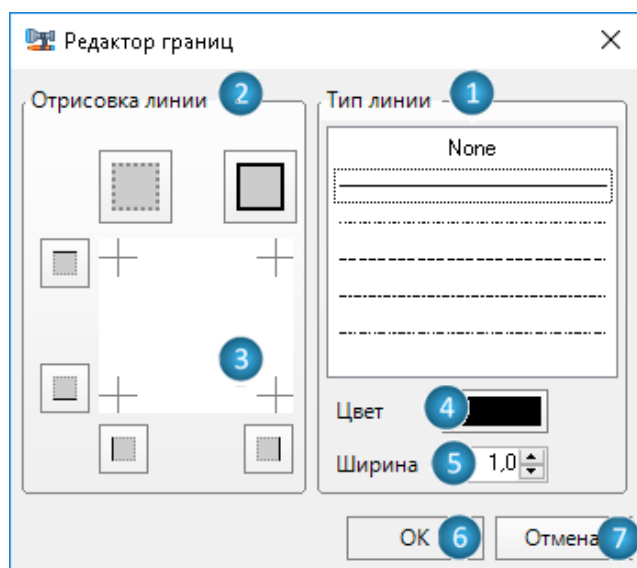 Редактор границ
Отрисовка линии 2
Тип линии 1
None
3
Цвет 4
Ширина 5 1,0
ОК 6
Отмена 7